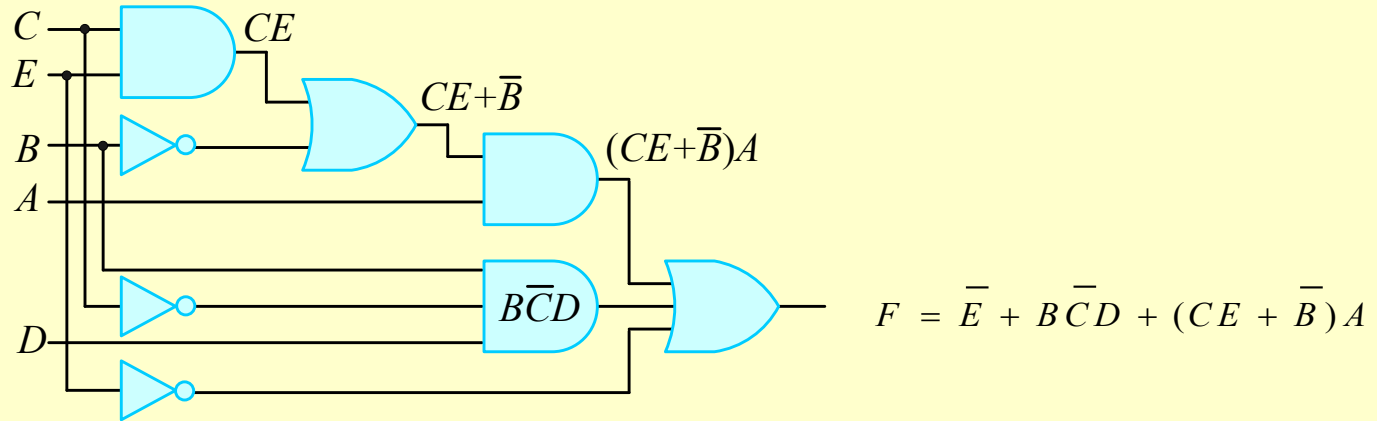 C
CE
E
CE+B̅
B
(CE+B̅)A
A
BC̅D
F = E̅ + BC̅D + (CE + B̅)A
D